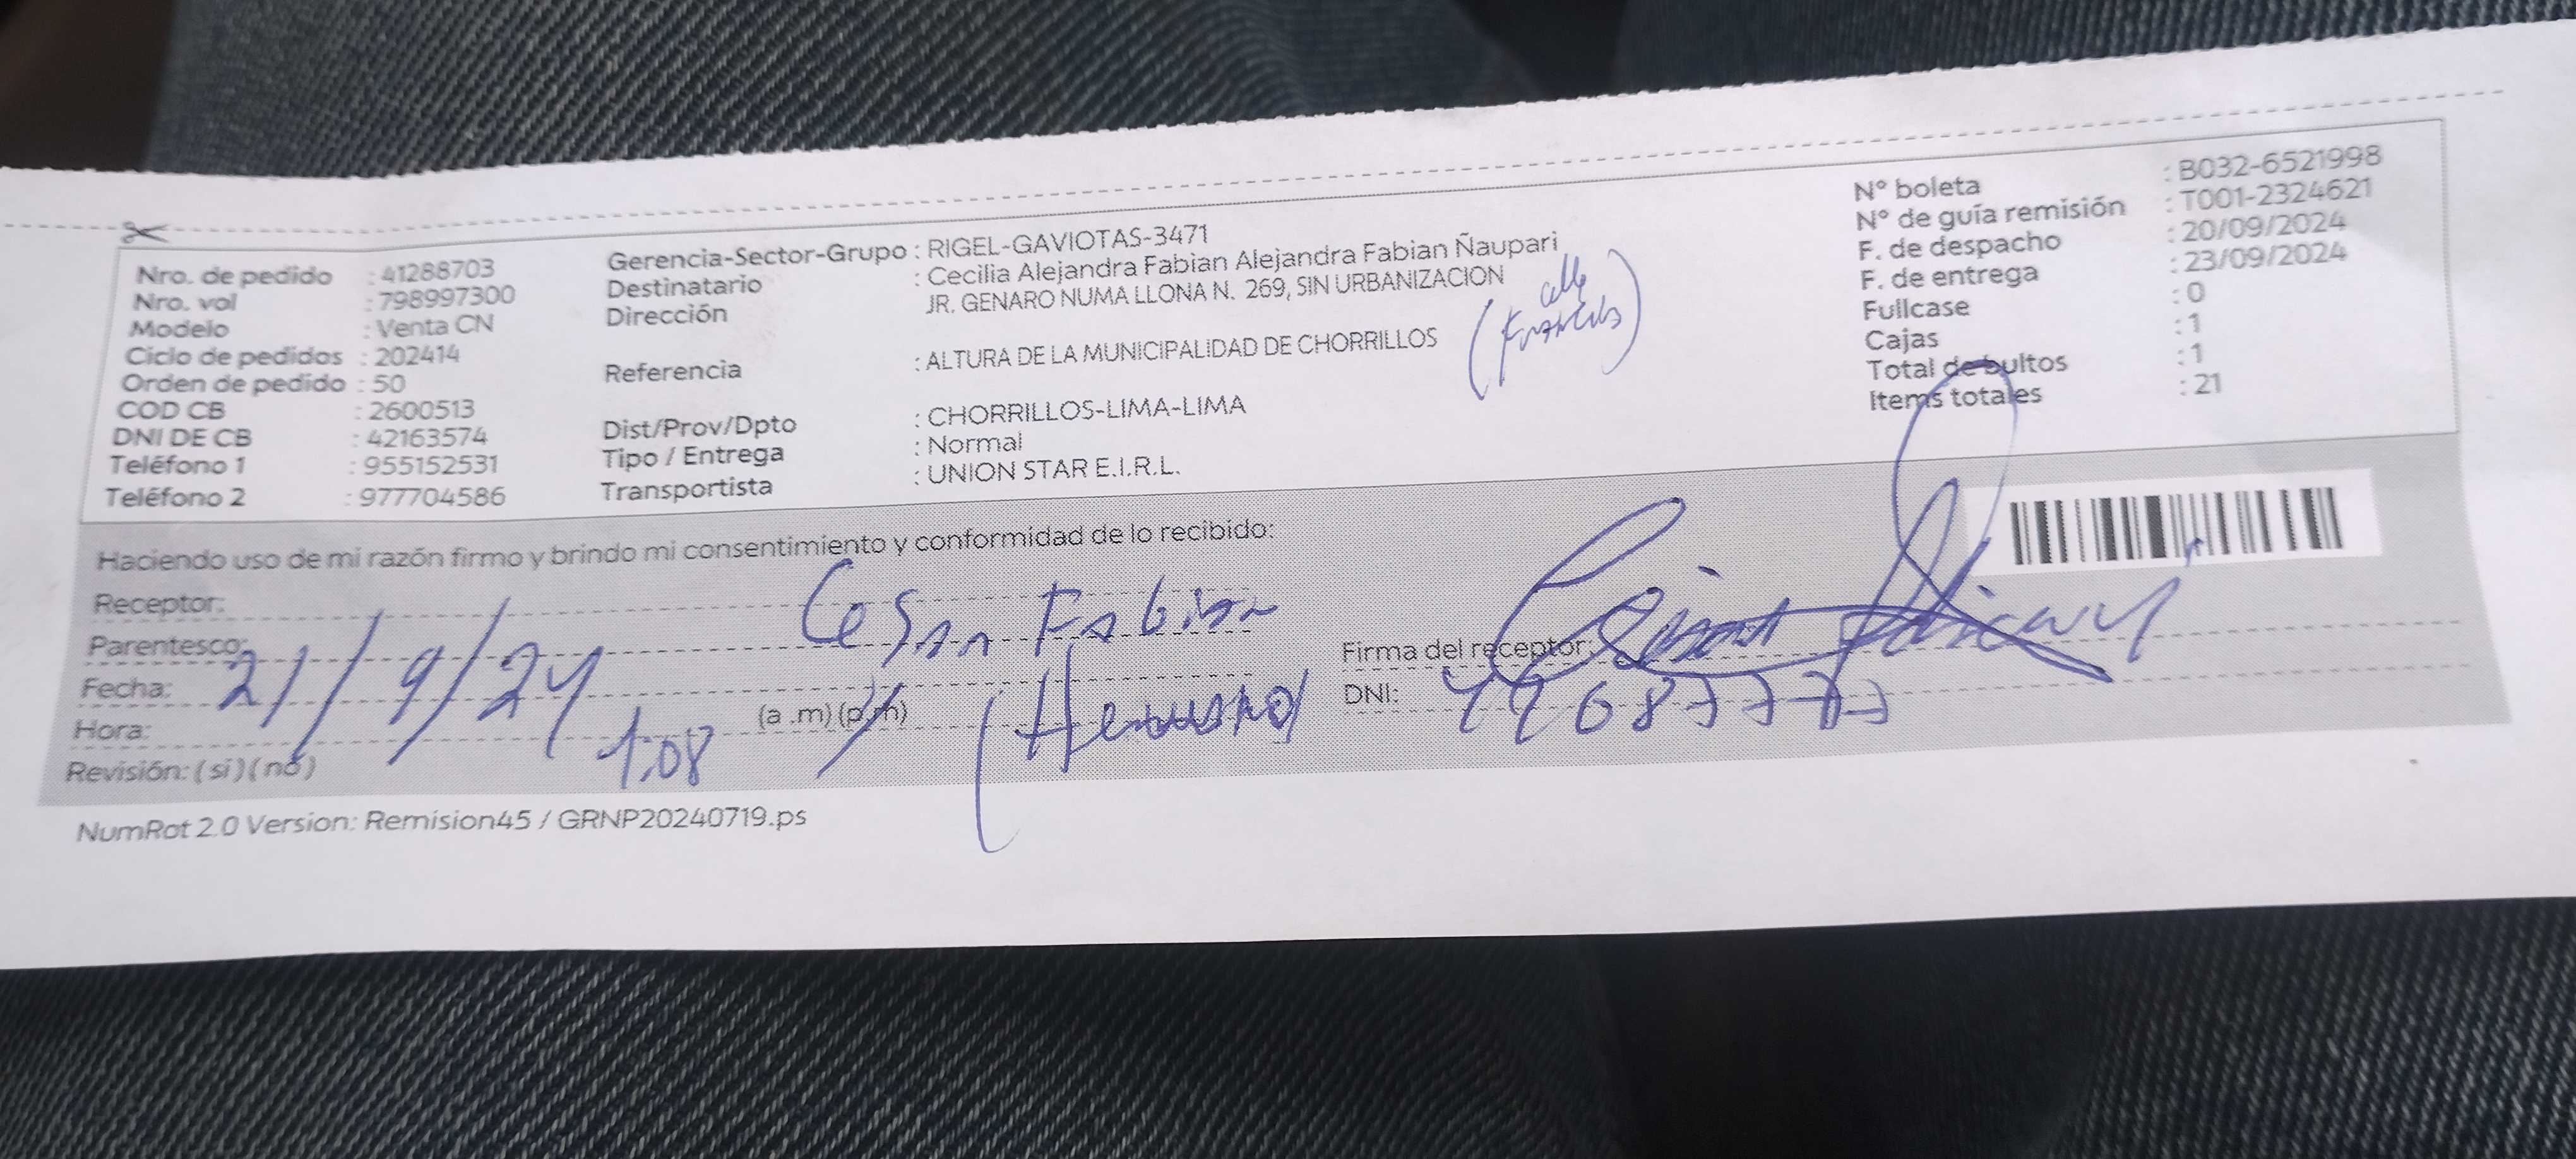 Nro. de pedido : 41288703
Nro. vol : 798997300
Modelo : Venta CN
Ciclo de pedidos : 202414
Orden de pedido : 50
COD CB : 2600513
DNI DE CB : 42163574
Teléfono 1 : 955152531
Teléfono 2 : 977704586
Gerencia-Sector-Grupo : RIGEL-GAVIOTAS-3471
Destinatario : Cecilia Alejandra Fabian Alejandra Fabian Ñaupari
Dirección JR. GENARO NUMA LLONA N. 269, SIN URBANIZACION
Referencia : ALTURA DE LA MUNICIPALIDAD DE CHORRILLOS
Dist/Prov/Dpto : CHORRILLOS-LIMA-LIMA
Tipo / Entrega : Normal
Transportista : UNION STAR E.I.R.L.
N° boleta : B032-6521998
N° de guía remisión : T001-2324621
F. de despacho : 20/09/2024
F. de entrega : 23/09/2024
Fullcase : 0
Cajas : 1
Total de bultos : 1
Items totales : 21
Haciendo uso de mi razón firmo y brindo mi consentimiento y conformidad de lo recibido:
Receptor:
Parentesco: Fabian
Fecha: 21/9/24
Hora: 1:08 (a .m) (p.m)
Revisión: ( si ) ( no )
Firma del receptor:
DNI:
NumRot 2.0 Version: Remision45 / GRNP20240719.ps